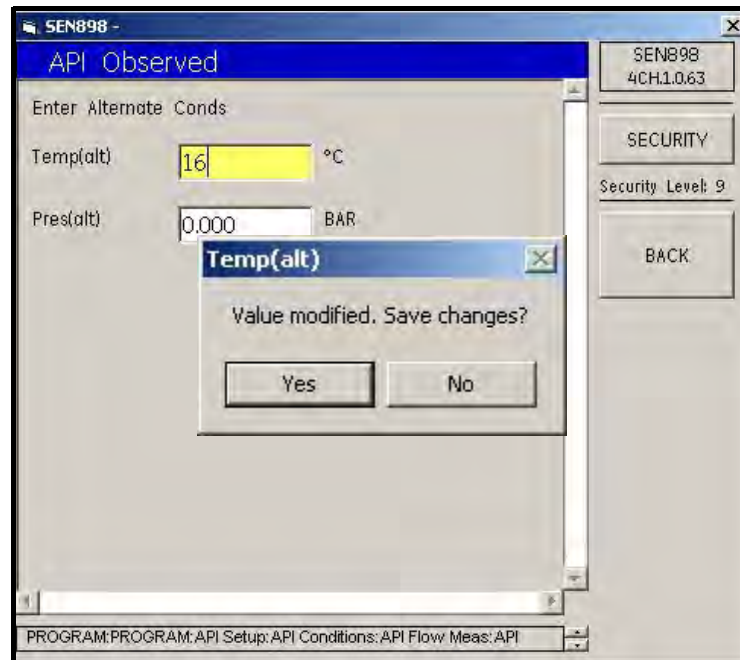 SEN898 -
API Observed
SEN898
4CH.1.0.63
Enter Alternate Conds
SECURITY
Temp(alt) 16 °C
Security Level: 9
Pres(alt) 0.000 BAR
BACK
Temp(alt)
Value modified. Save changes?
Yes No
PROGRAM:PROGRAM:API Setup:API Conditions:API Flow Meas:API